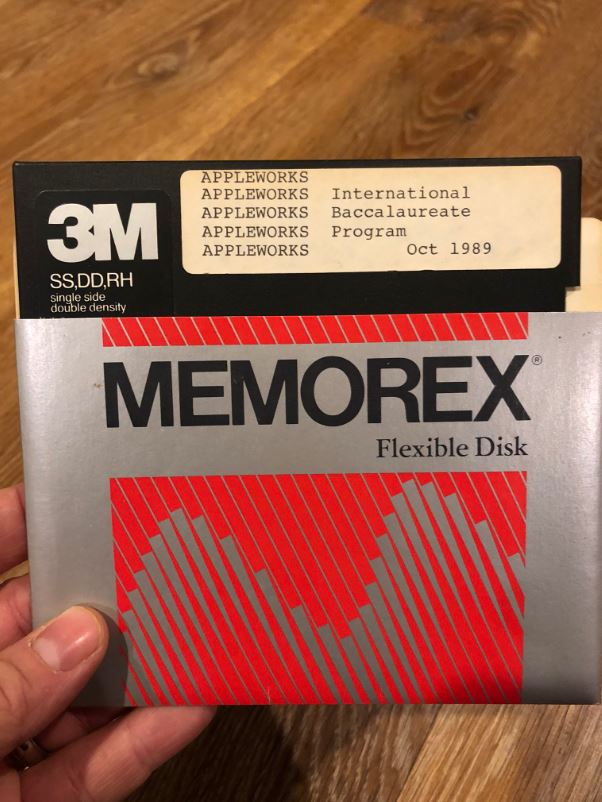 APPLEWORKS
APPLEWORKS International
APPLEWORKS Baccalaureate
APPLEWORKS Program
APPLEWORKS Oct 1989
3M
SS,DD,RH
single side
double density
MEMOREX®
Flexible Disk